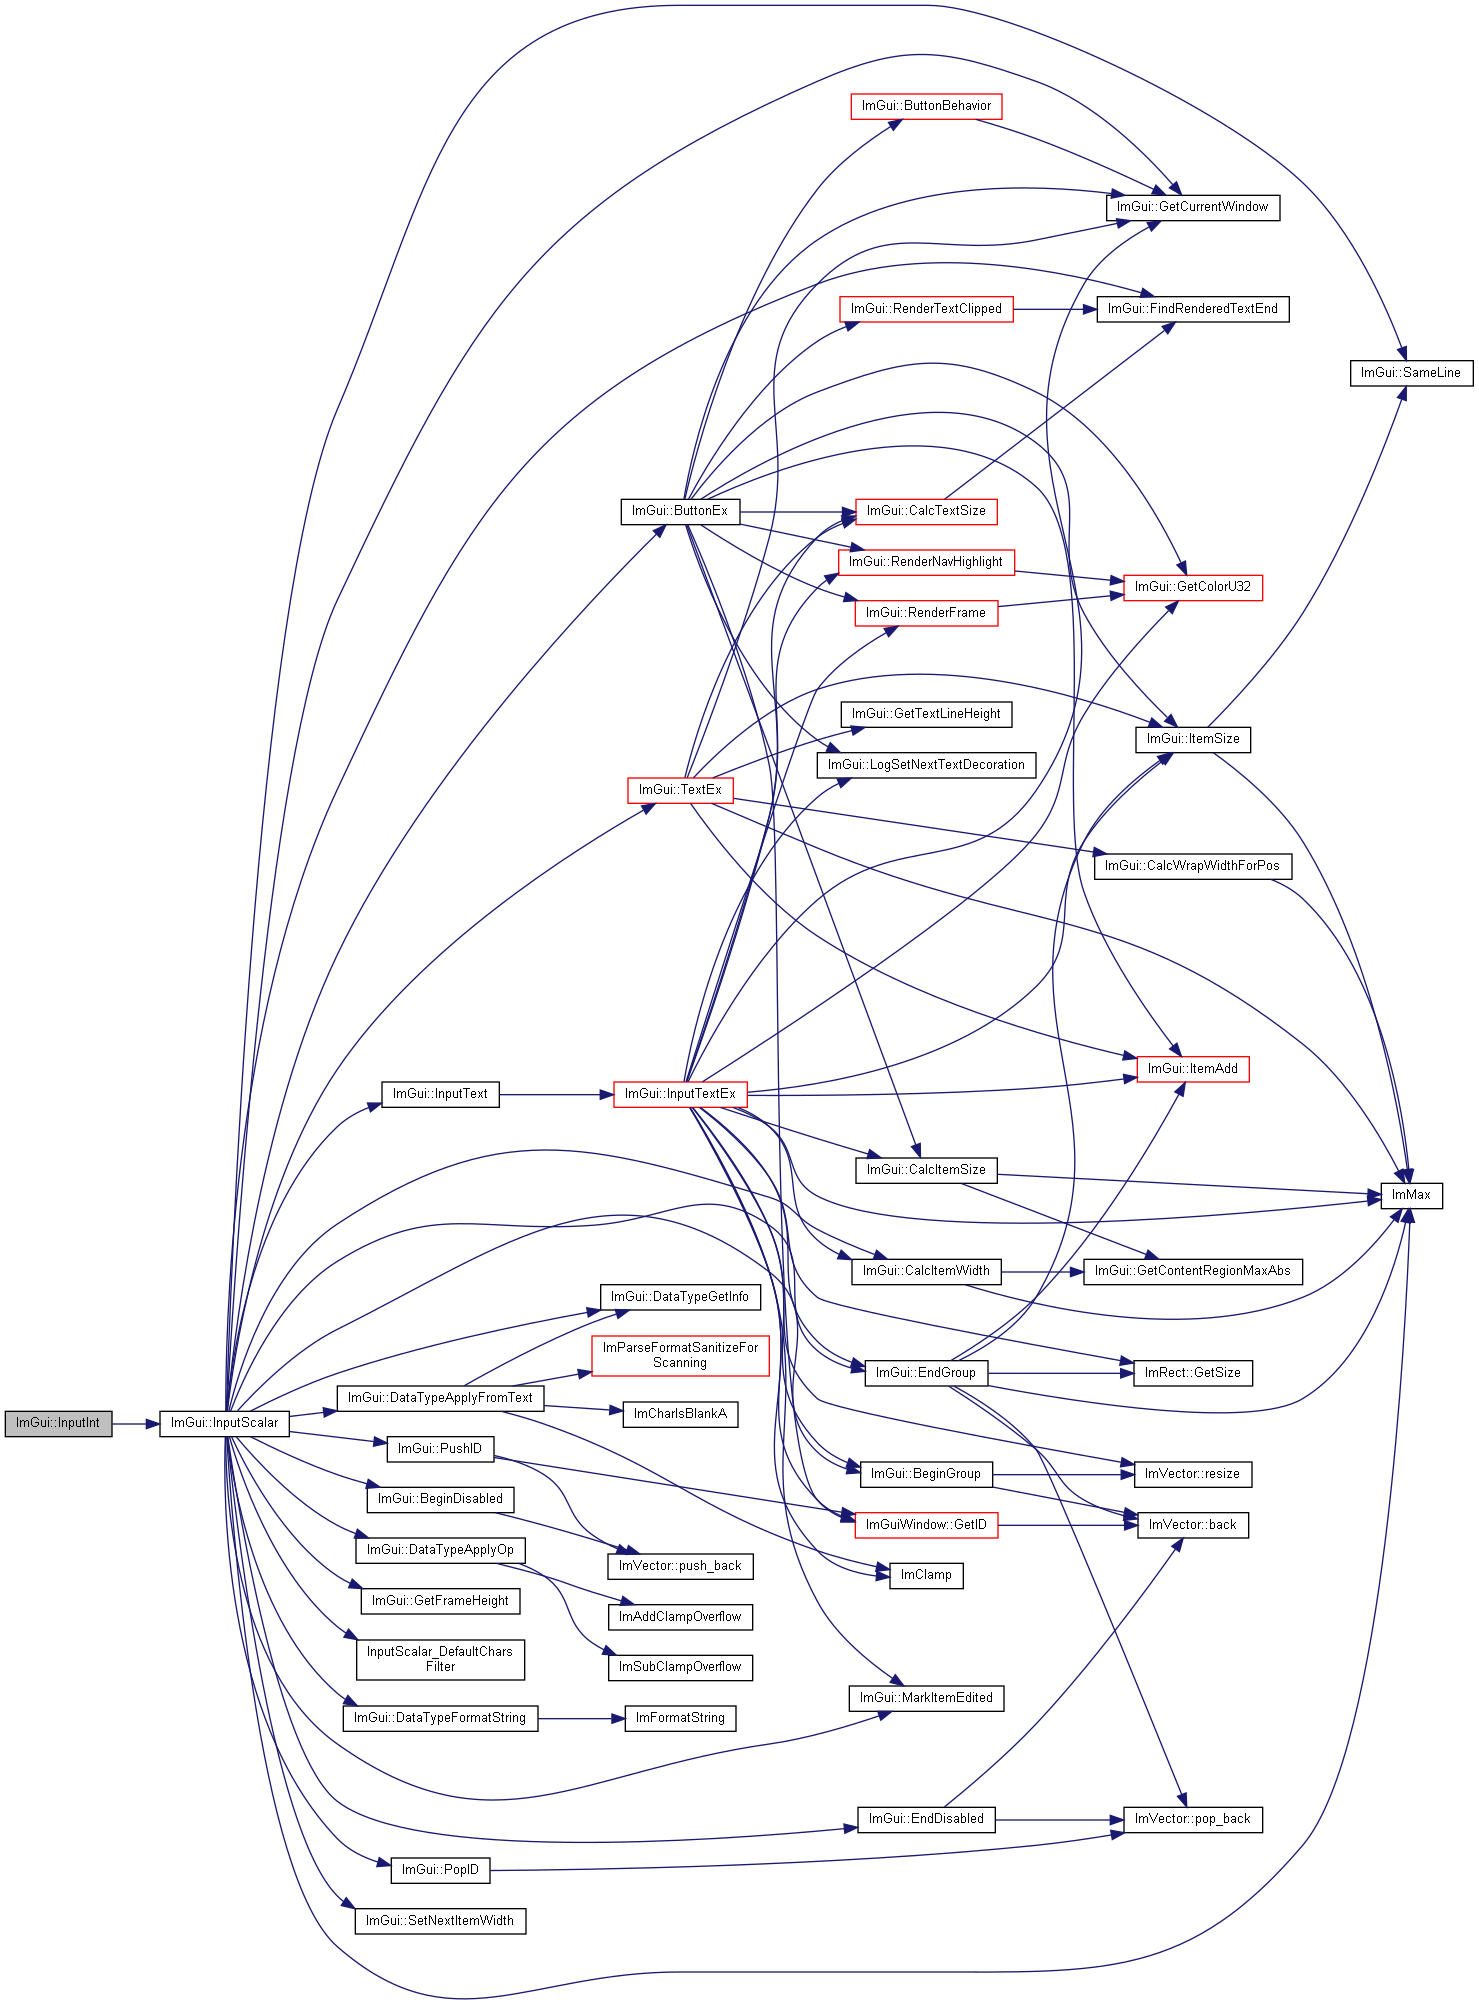 ImGui::ButtonBehavior
ImGui::GetCurrentWindow
ImGui::RenderTextClipped
ImGui::FindRenderedTextEnd
ImGui::SameLine
ImGui::ButtonEx
ImGui::CalcTextSize
ImGui::RenderNavHighlight
ImGui::GetColorU32
ImGui::RenderFrame
ImGui::GetTextLineHeight
ImGui::ItemSize
ImGui::LogSetNextTextDecoration
ImGui::TextEx
ImGui::CalcWrapWidthForPos
ImGui::ItemAdd
ImGui::InputText
ImGui::InputTextEx
ImGui::CalcItemSize
ImMax
ImGui::CalcItemWidth
ImGui::GetContentRegionMaxAbs
ImGui::DataTypeGetInfo
ImParseFormatSanitizeFor
Scanning
ImGui::EndGroup
ImRect::GetSize
ImGui::DataTypeApplyFromText
ImCharIsBlankA
ImGui::InputInt
ImGui::InputScalar
ImGui::PushID
ImGui::BeginGroup
ImVector::resize
ImGui::BeginDisabled
ImGuiWindow::GetID
ImVector::back
ImGui::DataTypeApplyOp
ImVector::push_back
ImClamp
ImGui::GetFrameHeight
ImAddClampOverflow
InputScalar_DefaultChars
Filter
ImSubClampOverflow
ImGui::MarkItemEdited
ImGui::DataTypeFormatString
ImFormatString
ImGui::EndDisabled
ImVector::pop_back
ImGui::PopID
ImGui::SetNextItemWidth